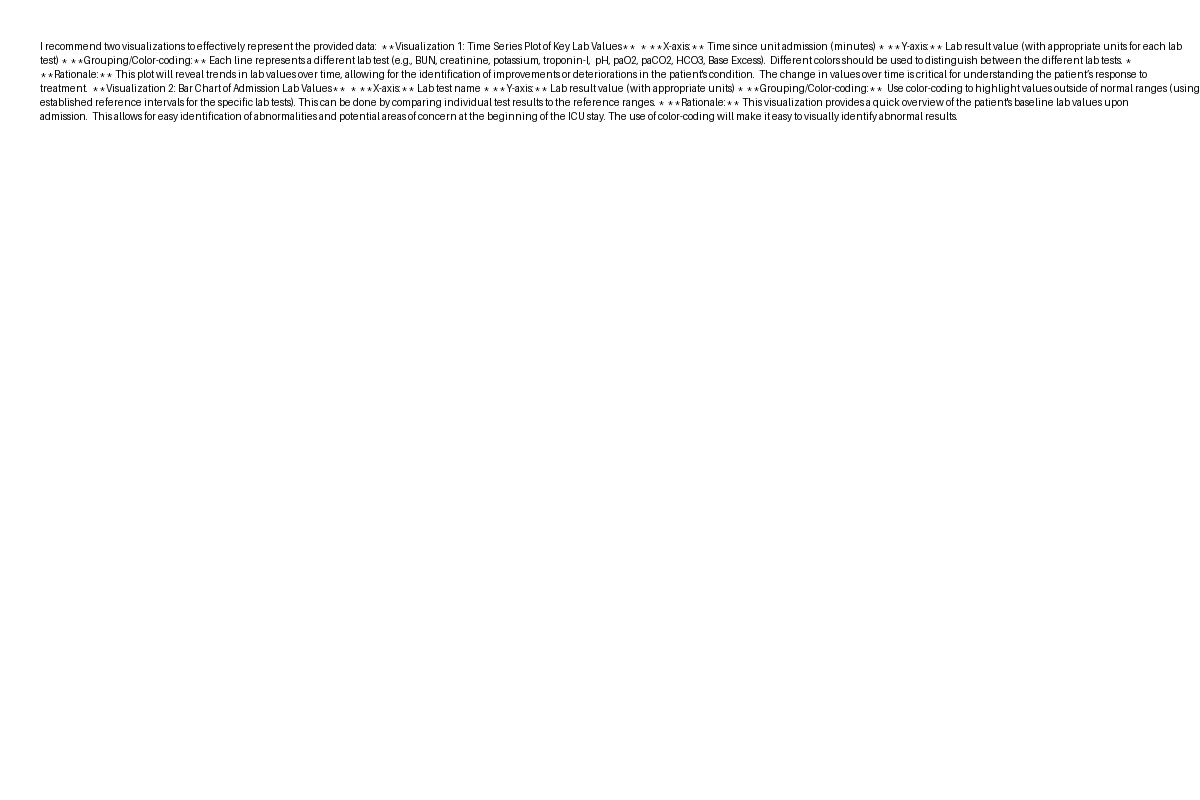 I recommend two visualizations to effectively represent the provided data:  **Visualization 1: Time Series Plot of Key Lab Values**  * **X-axis:** Time since unit admission (minutes) * **Y-axis:** Lab result value (with appropriate units for each lab
test) * **Grouping/Color-coding:** Each line represents a different lab test (e.g., BUN, creatinine, potassium, troponin-I,  pH, paO2, paCO2, HCO3, Base Excess).  Different colors should be used to distinguish between the different lab tests. *
**Rationale:** This plot will reveal trends in lab values over time, allowing for the identification of improvements or deteriorations in the patient's condition.  The change in values over time is critical for understanding the patient's response to
treatment.  **Visualization 2: Bar Chart of Admission Lab Values**  * **X-axis:** Lab test name * **Y-axis:** Lab result value (with appropriate units) * **Grouping/Color-coding:**  Use color-coding to highlight values outside of normal ranges (using
established reference intervals for the specific lab tests). This can be done by comparing individual test results to the reference ranges. * **Rationale:** This visualization provides a quick overview of the patient's baseline lab values upon
admission.  This allows for easy identification of abnormalities and potential areas of concern at the beginning of the ICU stay. The use of color-coding will make it easy to visually identify abnormal results.